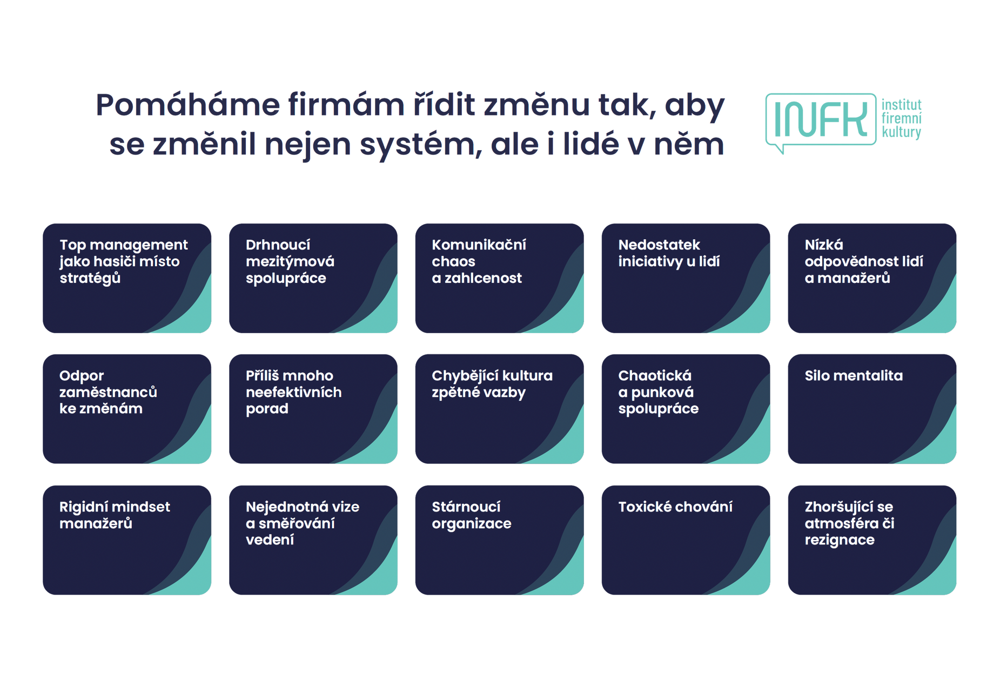 Pomáháme firmám řídit změnu tak, aby
se změnil nejen systém, ale i lidé v něm
INFK
institut
firemní
kultury
Top management
jako hasiči místo
stratégů
Drhnoucí
mezitýmová
spolupráce
Komunikační
chaos
a zahlcenost
Nedostatek
iniciativy u lidí
Nízká
odpovědnost lidí
a manažerů
Odpor
zaměstnanců
ke změnám
Příliš mnoho
neefektivních
porad
Chybějící kultura
zpětné vazby
Chaotická
a punková
spolupráce
Silo mentalita
Rigidní mindset
manažerů
Nejednotná vize
a směřování
vedení
Stárnoucí
organizace
Toxické chování
Zhoršující se
atmosféra či
rezignace